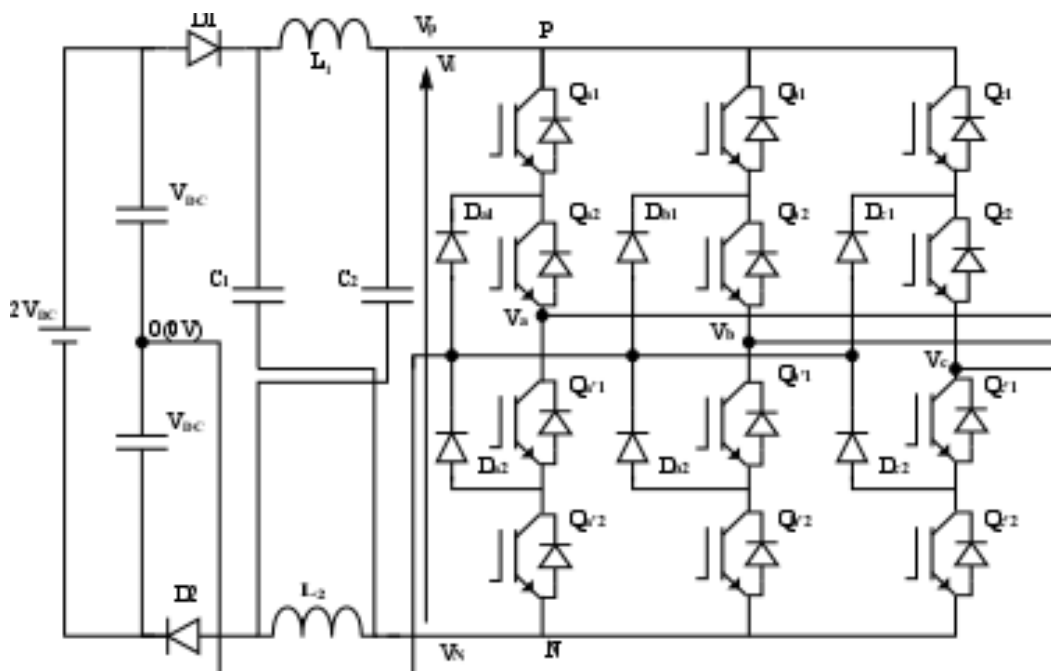 D1
Vp
P
L1
Vi
Qa1
Qb1
Qc1
VDC
Da1
Qa2
Db1
Qb2
Dc1
Qc2
C1
C2
2VDC
0(0V)
Va
Vb
Vc
VDC
Qa'1
Qb'1
Qc'1
Da2
Db2
Dc2
Qa'2
Qb'2
Qc'2
D2
L2
VN
N